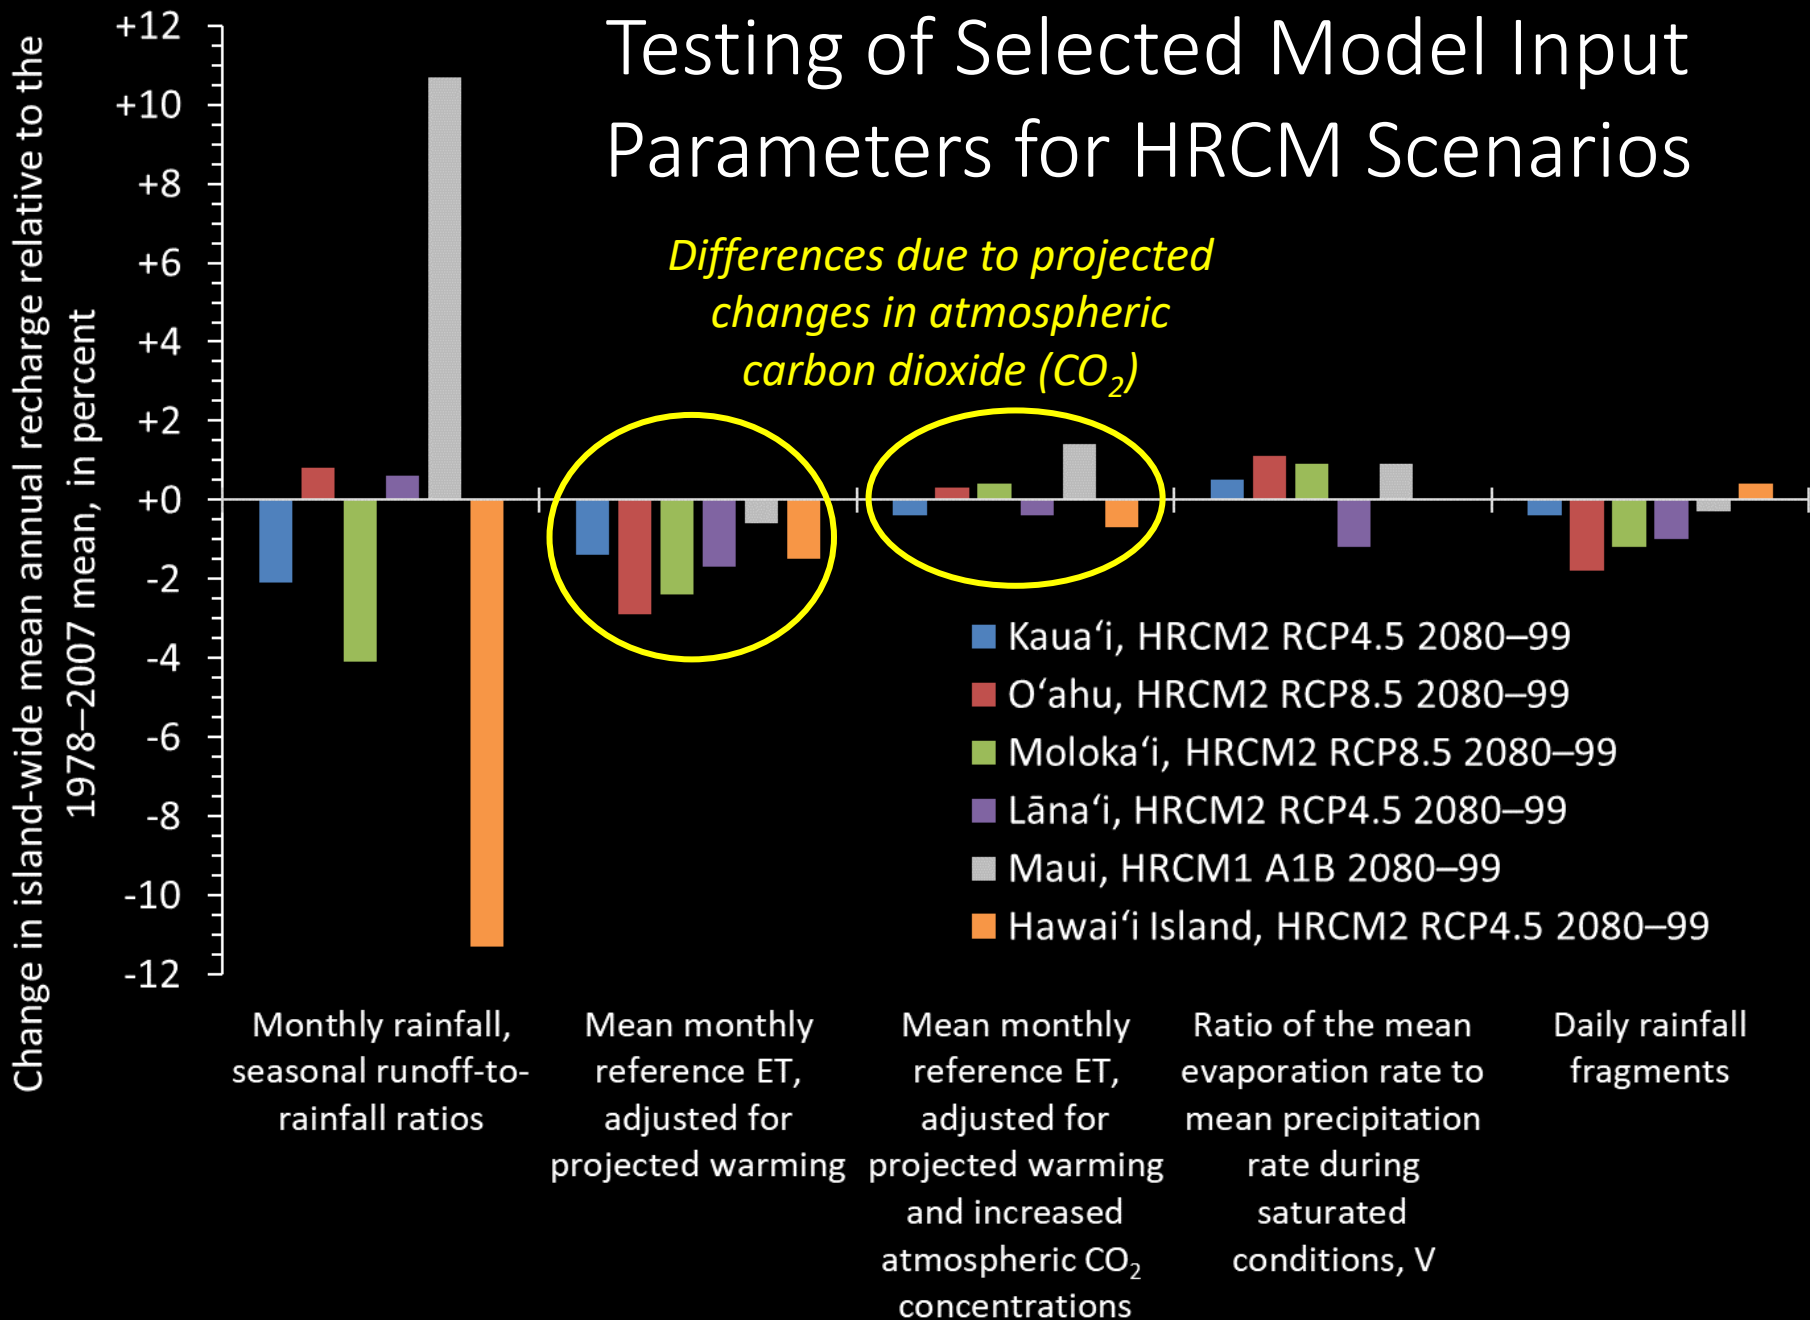 Testing of Selected Model Input
Parameters for HRCM Scenarios
Differences due to projected
changes in atmospheric
carbon dioxide (CO₂)
Change in island-wide mean annual recharge relative to the
1978–2007 mean, in percent
+12
+10
+8
+6
+4
+2
+0
-2
-4
-6
-8
-10
-12
Kauaʻi, HRCM2 RCP4.5 2080–99
Oʻahu, HRCM2 RCP8.5 2080–99
Molokaʻi, HRCM2 RCP8.5 2080–99
Lānaʻi, HRCM2 RCP4.5 2080–99
Maui, HRCM1 A1B 2080–99
Hawaiʻi Island, HRCM2 RCP4.5 2080–99
Monthly rainfall,
seasonal runoff-to-
rainfall ratios
Mean monthly
reference ET,
adjusted for
projected warming
Mean monthly
reference ET,
adjusted for
projected warming
and increased
atmospheric CO₂
concentrations
Ratio of the mean
evaporation rate to
mean precipitation
rate during
saturated
conditions, V
Daily rainfall
fragments